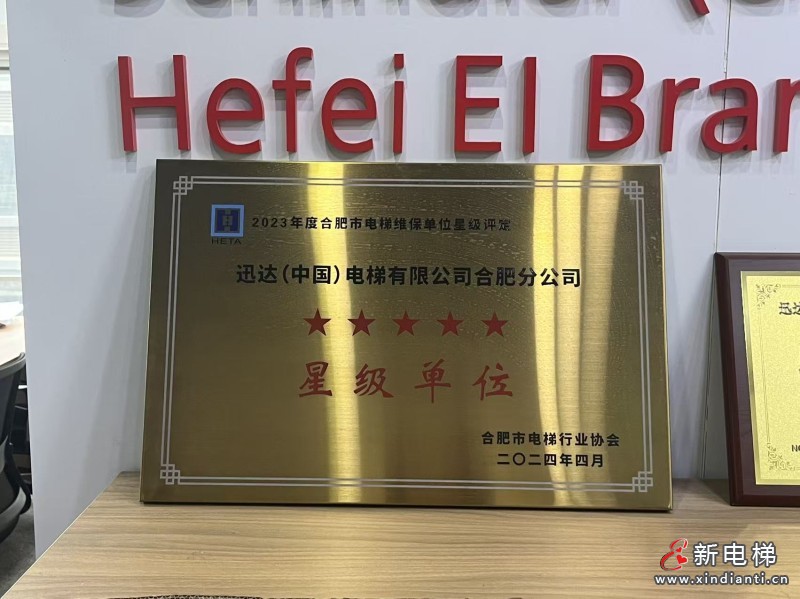 Hefei EI Bran
HETA
2023年度合肥市电梯维保单位星级评定
迅达(中国)电梯有限公司合肥分公司
星级单位
合肥市电梯行业协会
二〇二四年四月
迅达
新电梯
www.xindianti.cn